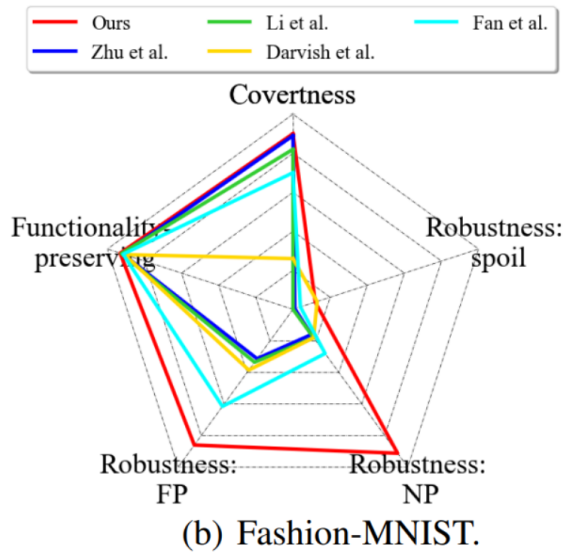 Ours
Li et al.
Fan et al.
Zhu et al.
Darvish et al.
Covertness
Functionality-
preserving
Robustness:
spoil
Robustness:
FP
Robustness:
NP
(b) Fashion-MNIST.